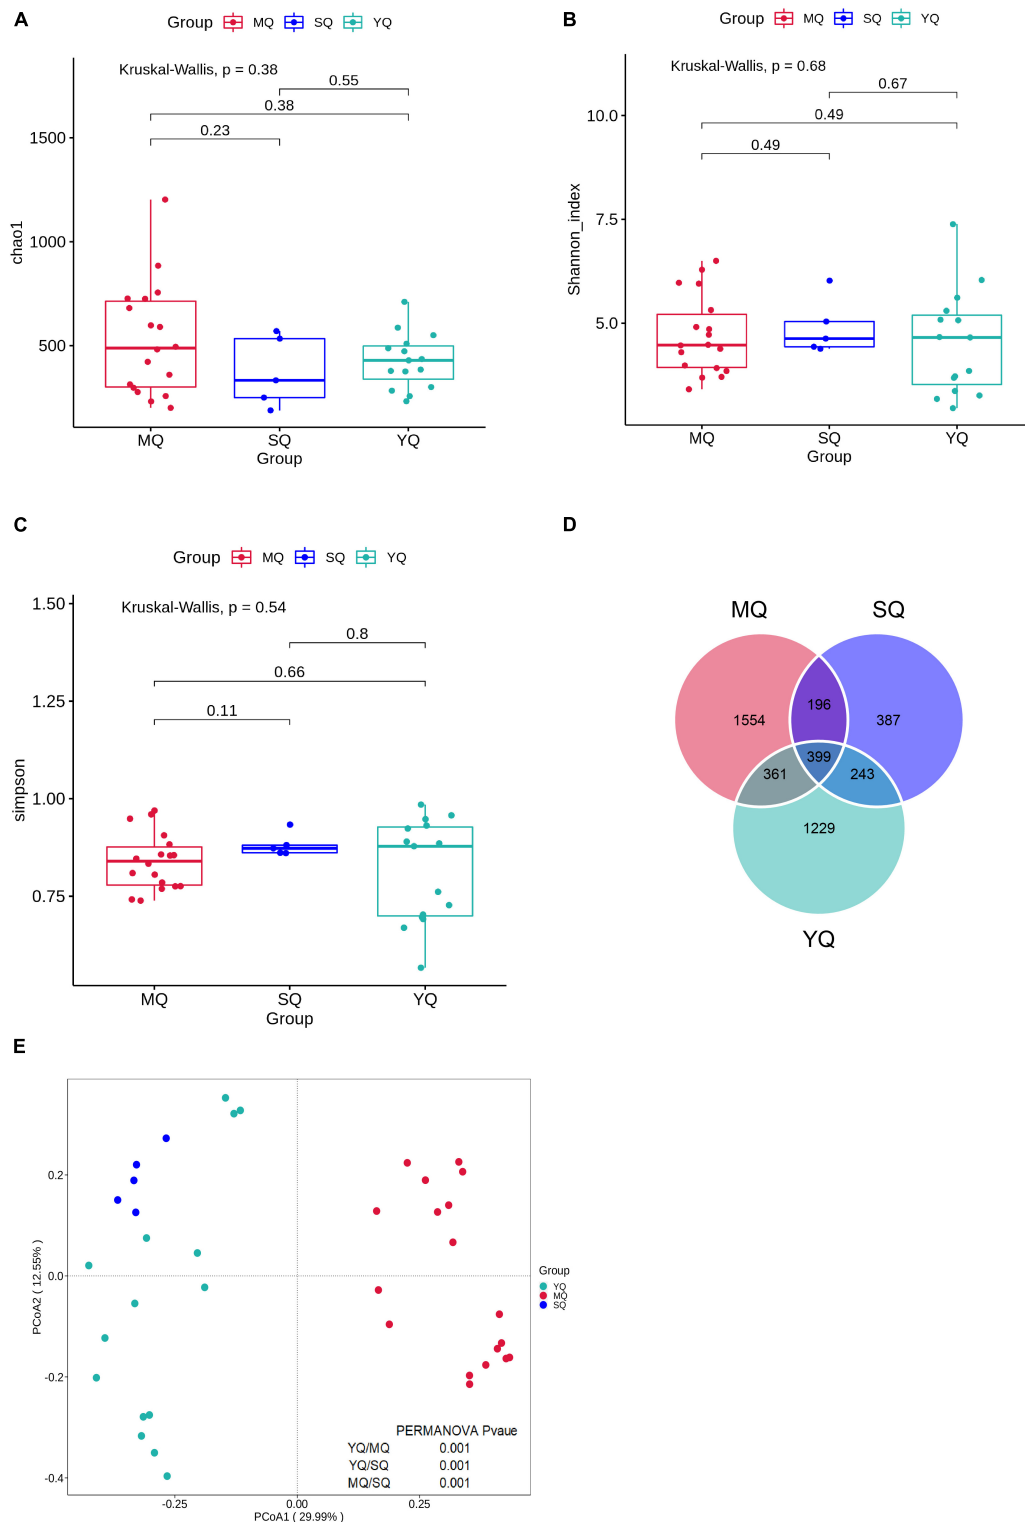 A
Group MQ SQ YQ
Kruskal-Wallis, p = 0.38
0.55
0.38
0.23
1500
1000
500
chao1
MQ SQ YQ
Group
B
Group MQ SQ YQ
Kruskal-Wallis, p = 0.68
0.67
0.49
0.49
10.0
7.5
5.0
Shannon_index
MQ SQ YQ
Group
C
Group MQ SQ YQ
Kruskal-Wallis, p = 0.54
0.8
0.66
0.11
1.50
1.25
1.00
0.75
simpson
MQ SQ YQ
Group
D
MQ SQ
196
1554 387
399
361 243
1229
YQ
E
0.2
0.0
-0.2
-0.4
PCoA2 ( 12.55% )
Group
YQ
MQ
SQ
PERMANOVA Pvaue
YQ/MQ 0.001
YQ/SQ 0.001
MQ/SQ 0.001
-0.25 0.00 0.25
PCoA1 ( 29.99% )